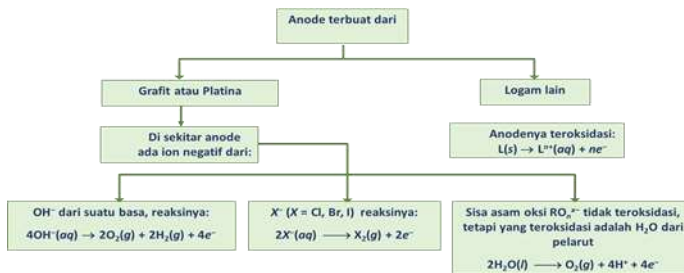 Anode terbuat dari
Grafit atau Platina
Logam lain
Di sekitar anode
ada ion negatif dari:
Anodenya teroksidasi:
L(s) → Lⁿ⁺(aq) + ne⁻
OH⁻ dari suatu basa, reaksinya:
4OH⁻(aq) → 2O₂(g) + 2H₂(g) + 4e⁻
X⁻ (X = Cl, Br, I) reaksinya:
2X⁻(aq) ⟶ X₂(g) + 2e⁻
Sisa asam oksi ROₙˣ⁻ tidak teroksidasi,
tetapi yang teroksidasi adalah H₂O dari
pelarut
2H₂O(l) ⟶ O₂(g) + 4H⁺ + 4e⁻